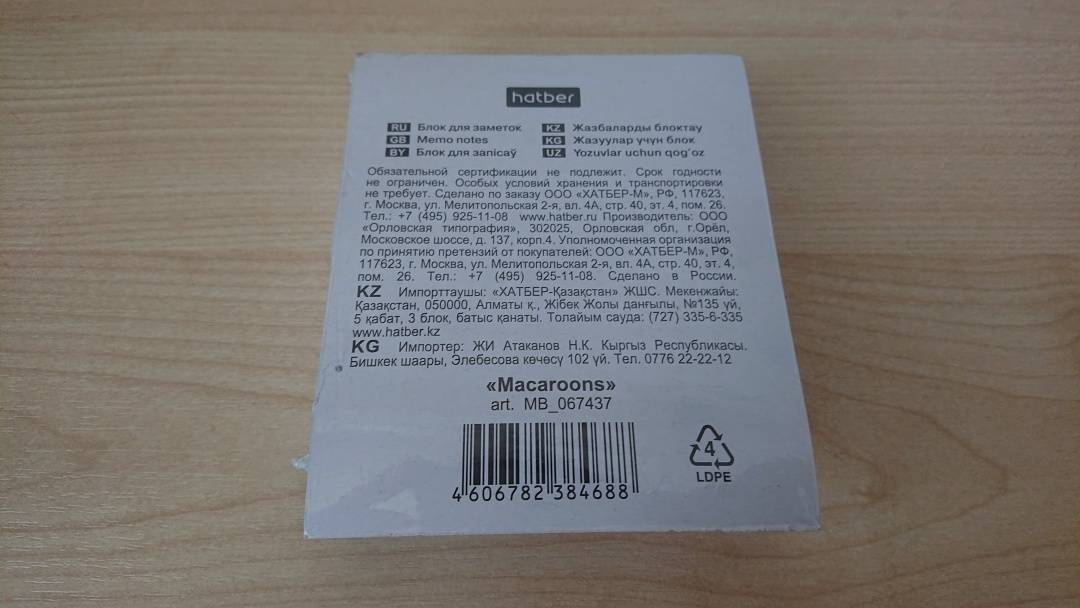 hatber
RU Блок для заметок
GB Memo notes
BY Блок для запісаў
KZ Жазбаларды блоктау
KG Жазуулар үчүн блок
UZ Yozuvlar uchun qog'oz
Обязательной сертификации не подлежит. Срок годности
не ограничен. Особых условий хранения и транспортировки
не требует. Сделано по заказу ООО «ХАТБЕР-М», РФ, 117623,
г. Москва, ул. Мелитопольская 2-я, вл. 4А, стр. 40, эт. 4, пом. 26.
Тел.: +7 (495) 925-11-08 www.hatber.ru Производитель: ООО
«Орловская типография», 302025, Орловская обл, г.Орёл,
Московское шоссе, д. 137, корп.4. Уполномоченная организация
по принятию претензий от покупателей: ООО «ХАТБЕР-М», РФ,
117623, г. Москва, ул. Мелитопольская 2-я, вл. 4А, стр. 40, эт. 4,
пом. 26. Тел.: +7 (495) 925-11-08. Сделано в России.
KZ Импорттаушы: «ХАТБЕР-Қазақстан» ЖШС. Мекенжайы:
Қазақстан, 050000, Алматы қ., Жібек Жолы данғылы, №135 үй,
5 қабат, 3 блок, батыс қанаты. Толайым сауда: (727) 335-6-335
www.hatber.kz
KG Импортер: ЖИ Атаканов Н.К. Кыргыз Республикасы.
Бишкек шаары, Элебесова көчөсү 102 үй. Тел. 0776 22-22-12
«Macaroons»
art. MB_067437
4 606782 384688
4
LDPE